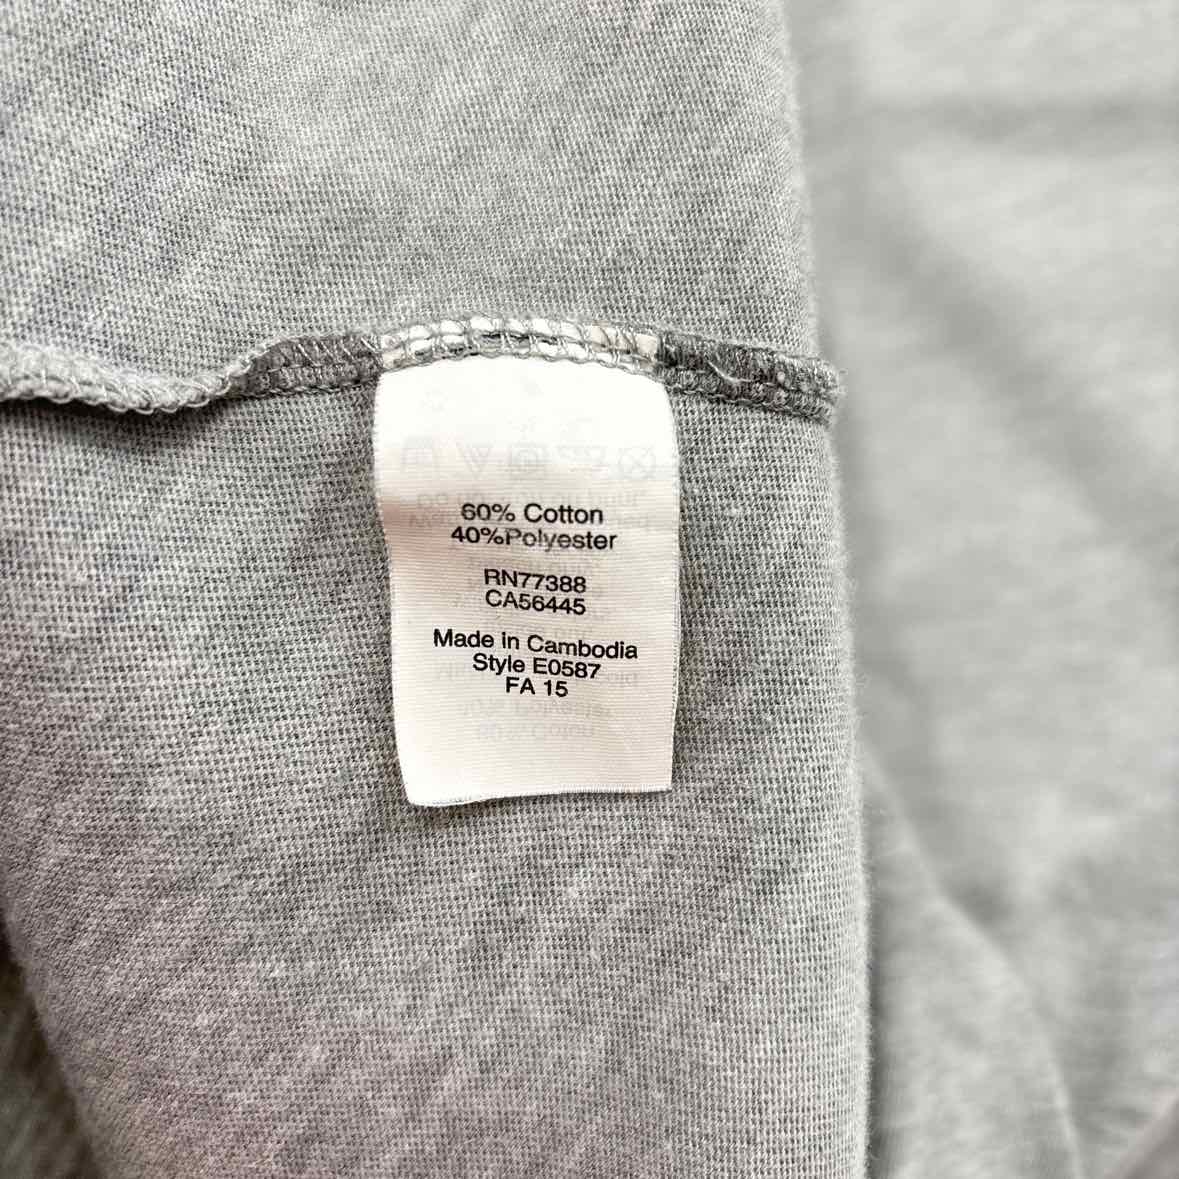 60% Cotton
40%Polyester
RN77388
CA56445
Made in Cambodia
Style E0587
FA 15